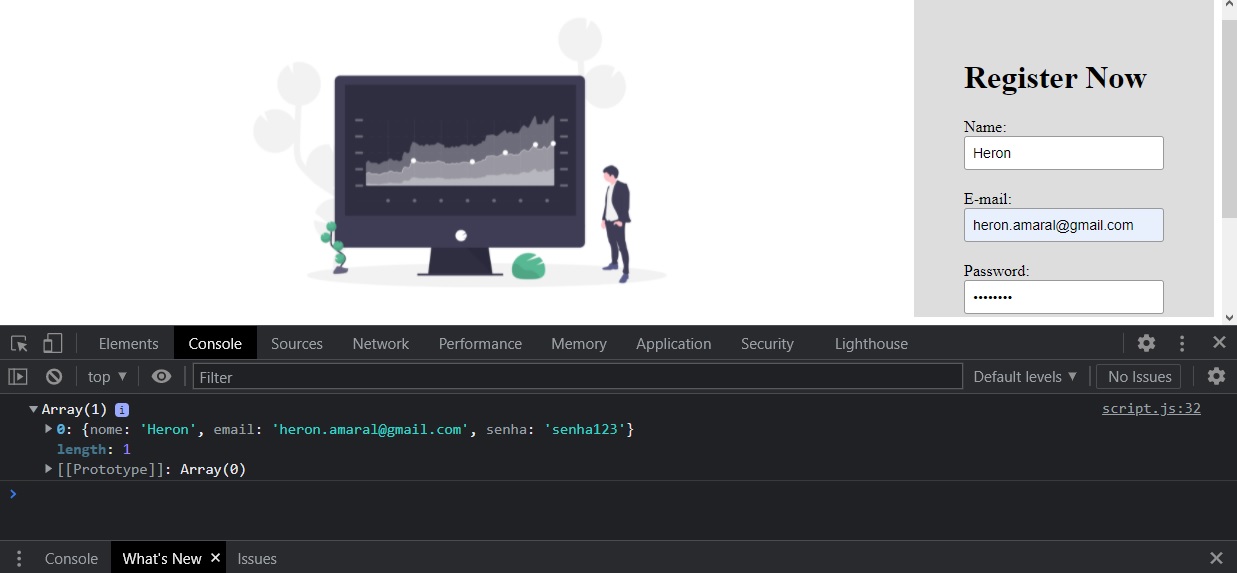 Register Now
Name:
Heron
E-mail:
heron.amaral@gmail.com
Password:
••••••••
Elements Console Sources Network Performance Memory Application Security Lighthouse
top ▼ Filter Default levels ▼ No Issues
▼ Array(1) i script.js:32
▶ 0: {nome: 'Heron', email: 'heron.amaral@gmail.com', senha: 'senha123'}
length: 1
▶ [[Prototype]]: Array(0)
>
Console What's New × Issues